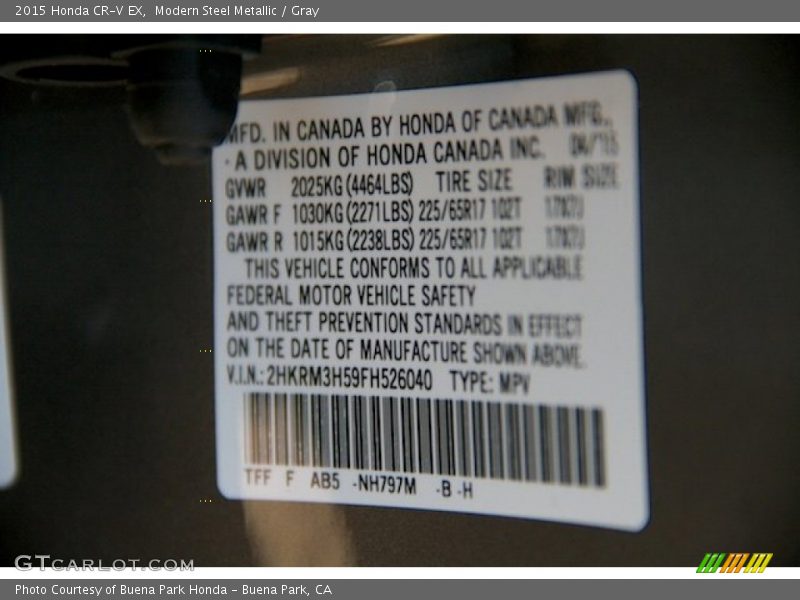 2015 Honda CR-V EX, Modern Steel Metallic / Gray
MFD. IN CANADA BY HONDA OF CANADA MFG.,
A DIVISION OF HONDA CANADA INC. 04/15
GVWR 2025KG(4464LBS) TIRE SIZE RIM SIZE
GAWR F 1030KG(2271LBS) 225/65R17 102T 17X7J
GAWR R 1015KG(2238LBS) 225/65R17 102T 17X7J
THIS VEHICLE CONFORMS TO ALL APPLICABLE
FEDERAL MOTOR VEHICLE SAFETY
AND THEFT PREVENTION STANDARDS IN EFFECT
ON THE DATE OF MANUFACTURE SHOWN ABOVE.
V.I.N.: 2HKRM3H59FH526040 TYPE: MPV
TFF F AB5 -NH797M -B -H
GTCARLOT.COM
Photo Courtesy of Buena Park Honda - Buena Park, CA